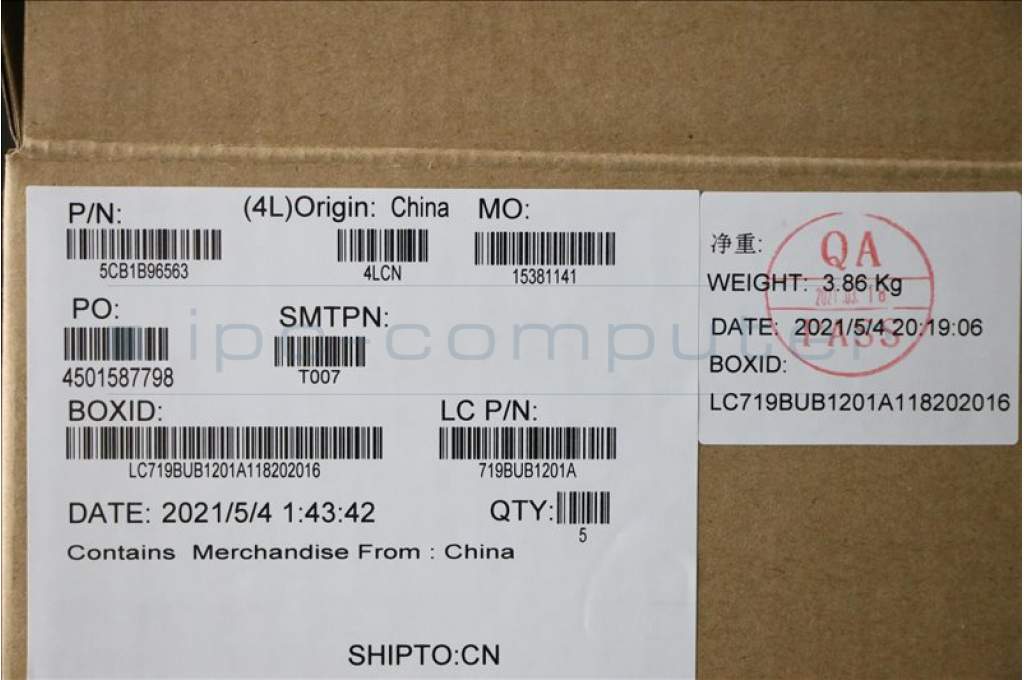 P/N:
5CB1B96563
(4L)Origin: China
4LCN
MO:
15381141
PO:
4501587798
SMTPN:
T007
BOXID:
LC719BUB1201A118202016
LC P/N:
719BUB1201A
DATE: 2021/5/4 1:43:42
QTY:
5
Contains Merchandise From : China
SHIPTO:CN
净重:
WEIGHT: 3.86 Kg
DATE: 2021/5/4 20:19:06
BOXID:
LC719BUB1201A118202016
QA
PASS
ipc-computer